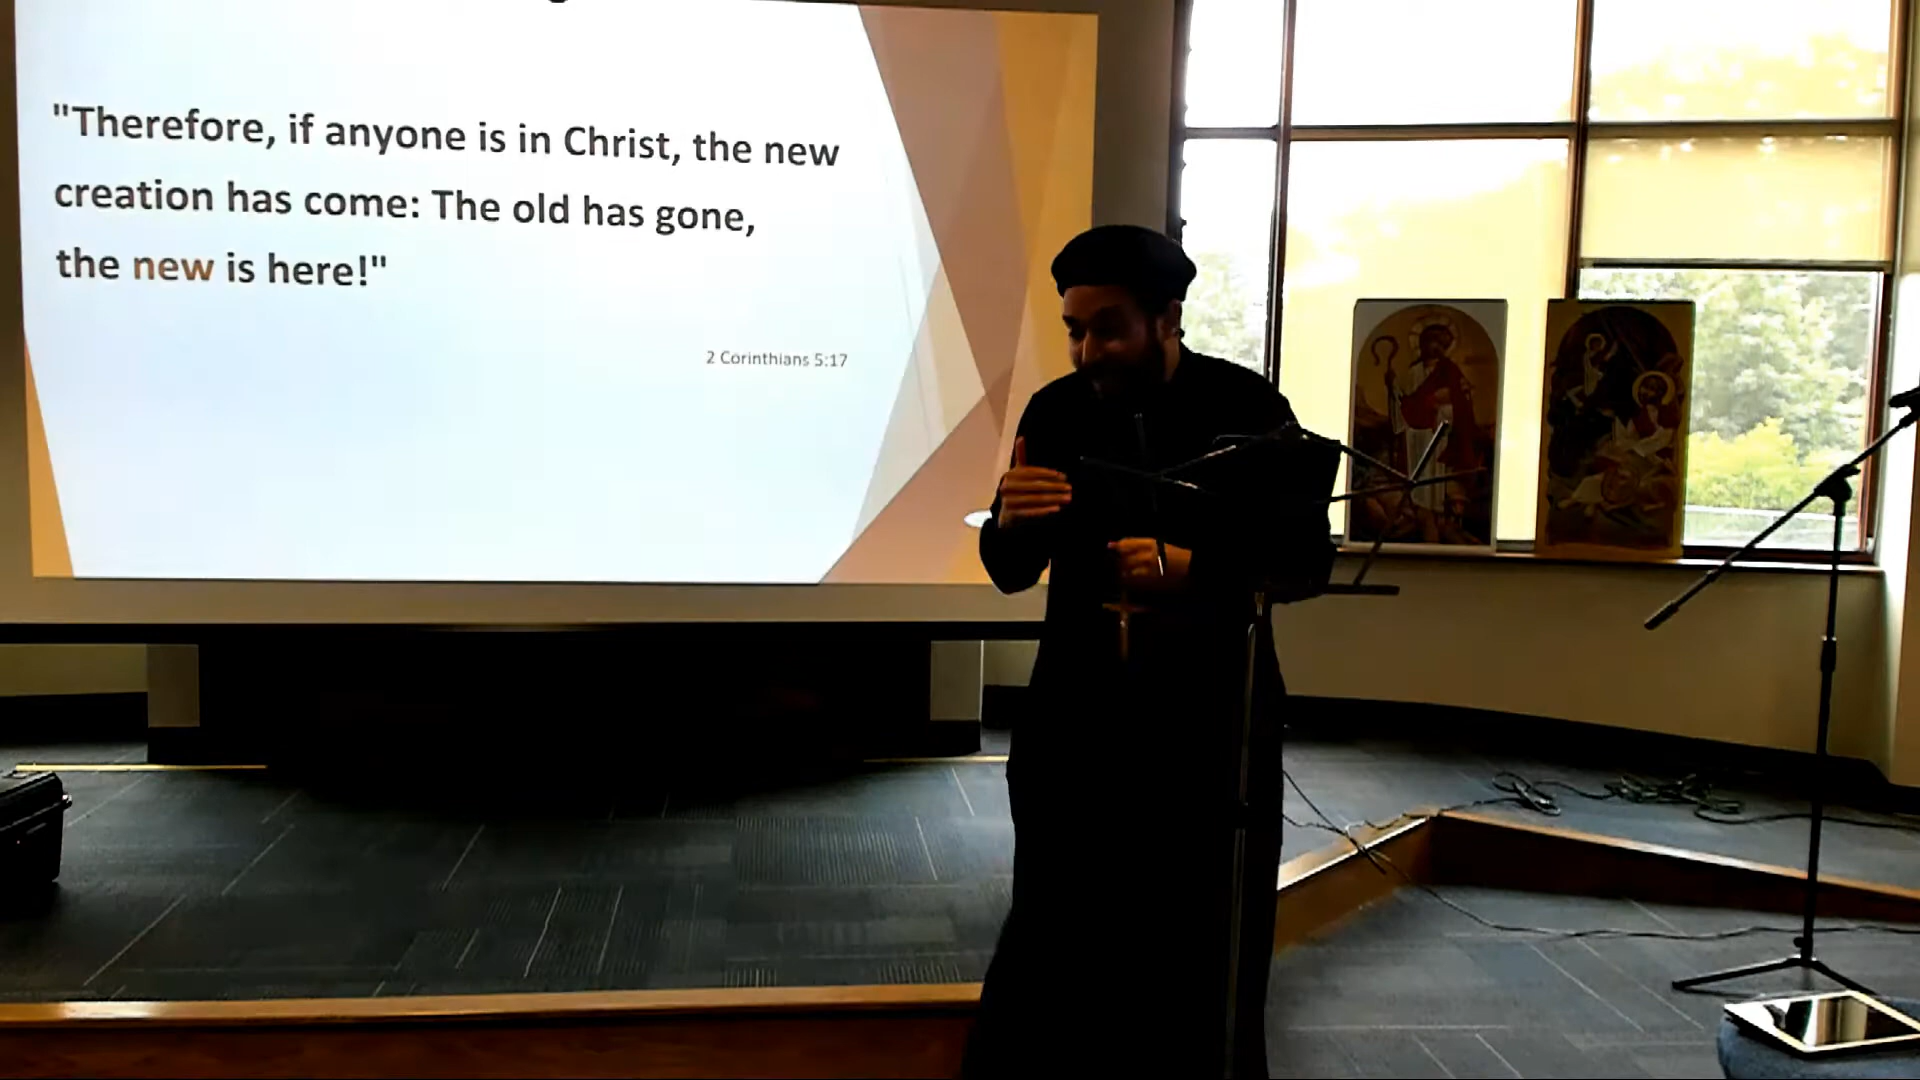 "Therefore, if anyone is in Christ, the new
creation has come: The old has gone,
the new is here!"
2 Corinthians 5:17